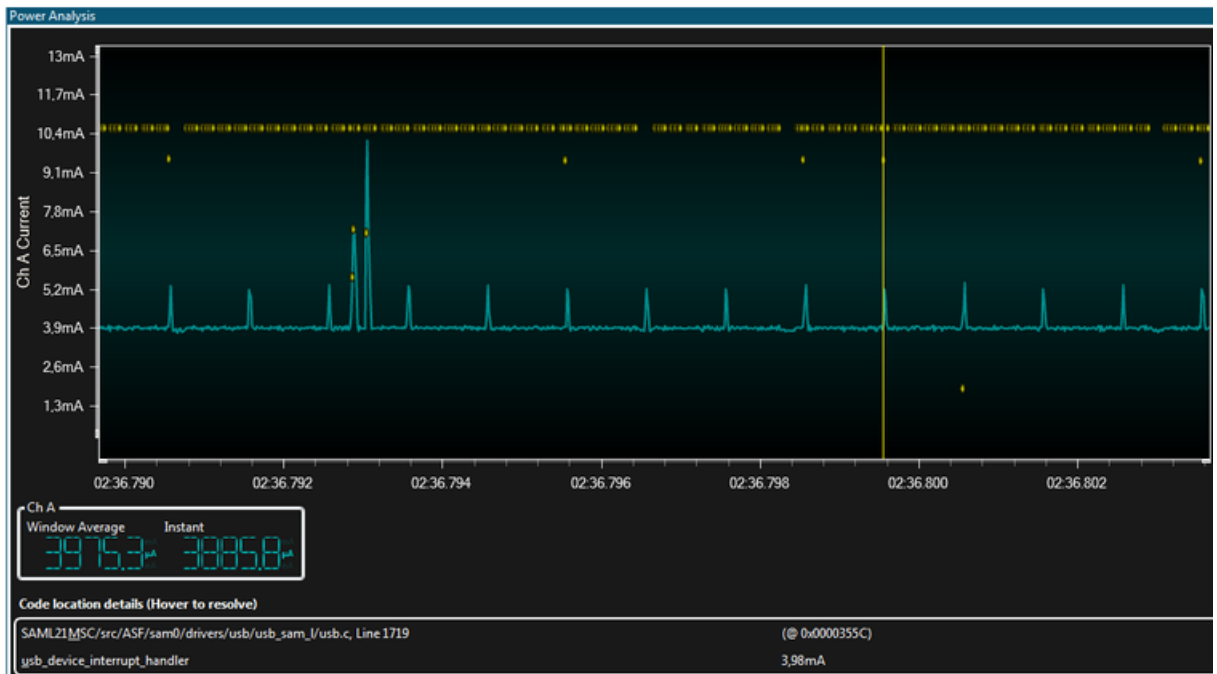 Power Analysis
13mA
11,7mA
10,4mA
9,1mA
7,8mA
6,5mA
5,2mA
3,9mA
2,6mA
1,3mA
Ch A Current
02:36.790 02:36.792 02:36.794 02:36.796 02:36.798 02:36.800 02:36.802
Ch A
Window Average Instant
3975.3 µA 3885.8 µA
Code location details (Hover to resolve)
SAML21MSC/src/ASF/sam0/drivers/usb/usb_sam_l/usb.c, Line 1719 (@ 0x0000355C)
usb_device_interrupt_handler 3,98mA